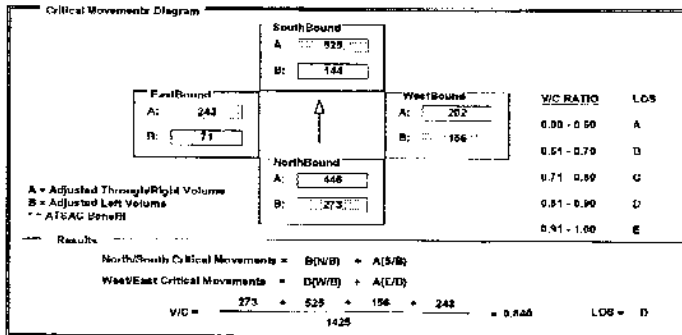 Critical Movements Diagram
SouthBound
A: 525
B: 144
EastBound
A: 243
B: 71
WestBound
A: 202
B: 156
NorthBound
A: 446
B: 273
V/C RATIO LOS
0.00 - 0.60 A
0.61 - 0.70 B
0.71 - 0.80 C
0.81 - 0.90 D
0.91 - 1.00 E
A = Adjusted Through/Right Volume
B = Adjusted Left Volume
* = ATSAC Benefit
Results
North/South Critical Movements = B(N/B) + A(S/B)
West/East Critical Movements = B(W/B) + A(E/B)
V/C = 273 + 525 + 156 + 243 = 0.840 LOS = D
1425